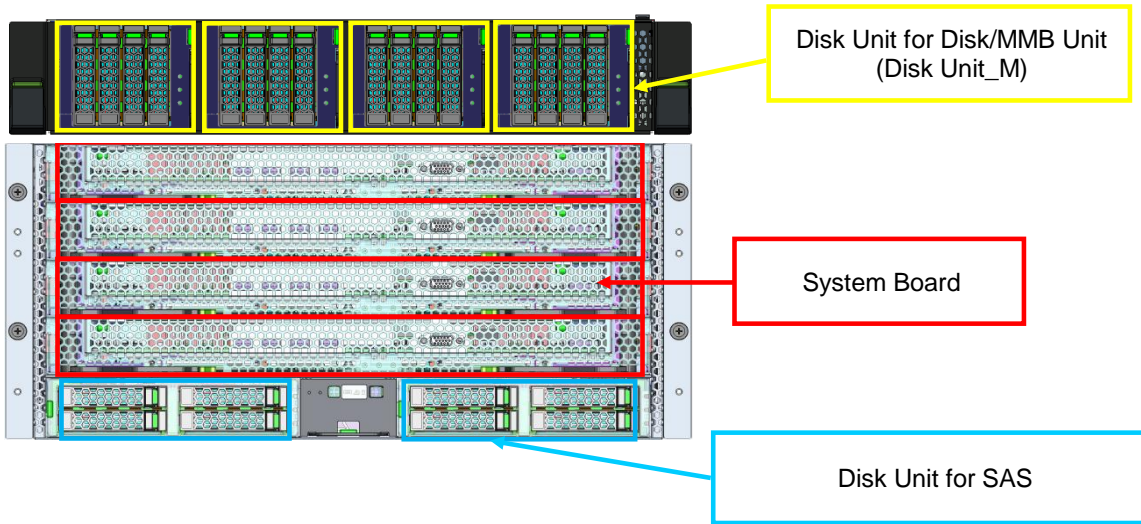 Disk Unit for Disk/MMB Unit
(Disk Unit_M)
System Board
Disk Unit for SAS